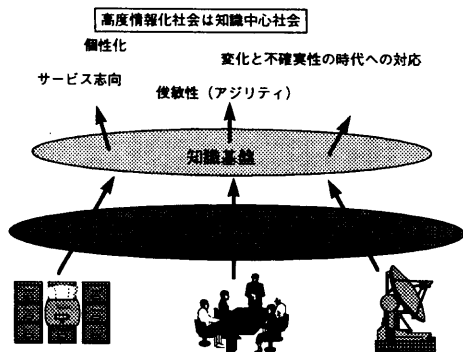 高度情報化社会は知識中心社会
個性化
変化と不確実性の時代への対応
サービス志向
俊敏性（アジリティ）
知識基盤